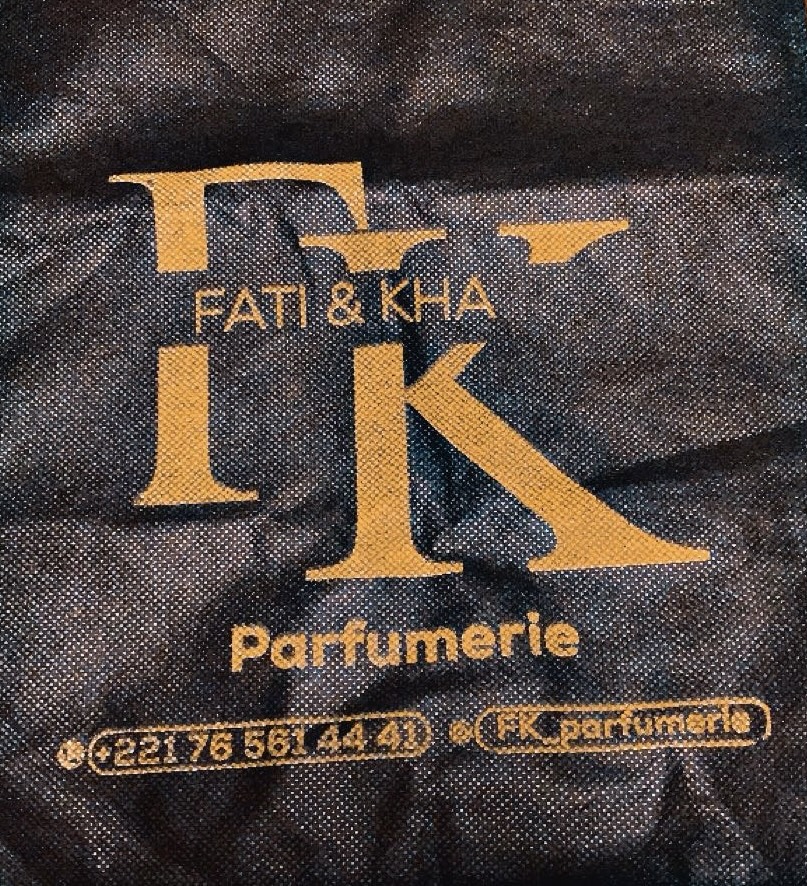 FK
FATI & KHA
Parfumerie
+221 76 561 44 41 FK_parfumerie